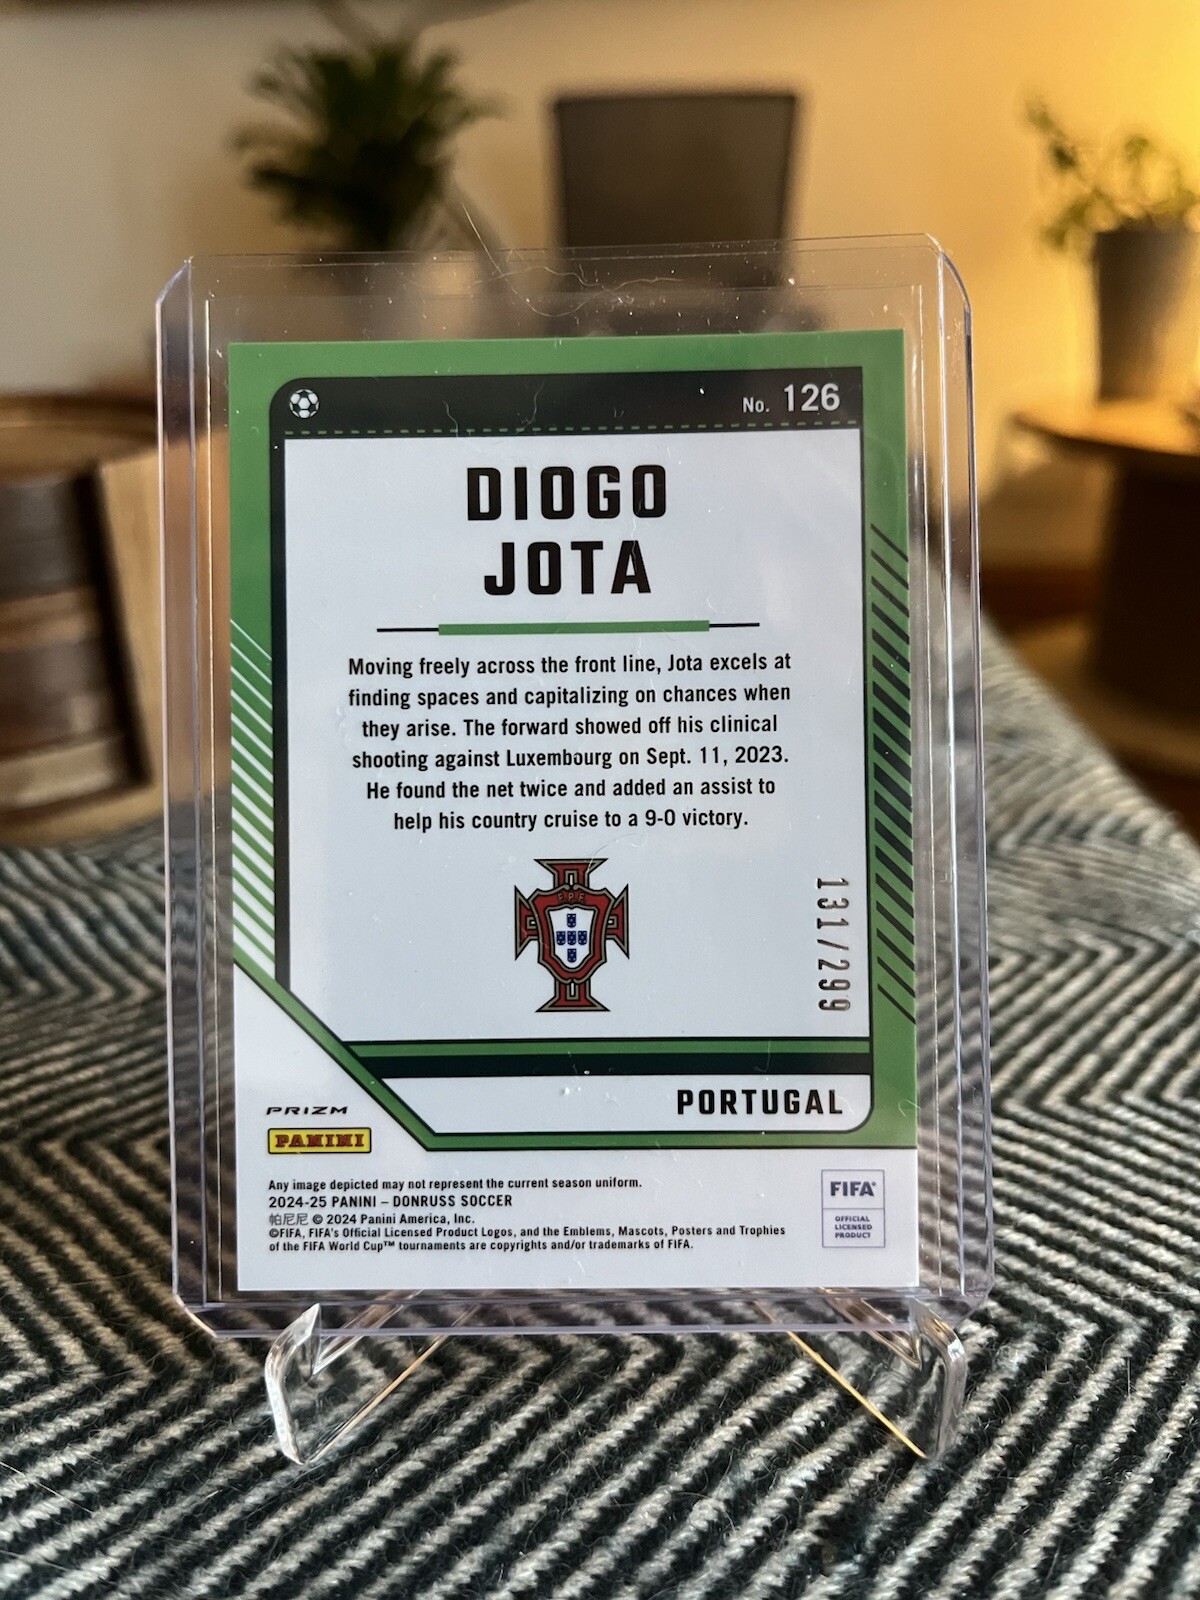 No. 126
DIOGO
JOTA
Moving freely across the front line, Jota excels at
finding spaces and capitalizing on chances when
they arise. The forward showed off his clinical
shooting against Luxembourg on Sept. 11, 2023.
He found the net twice and added an assist to
help his country cruise to a 9-0 victory.
FPF
131/299
PORTUGAL
PRIZM
PANINI
Any image depicted may not represent the current season uniform.
2024-25 PANINI – DONRUSS SOCCER
帕尼尼 © 2024 Panini America, Inc.
©FIFA, FIFA's Official Licensed Product Logos, and the Emblems, Mascots, Posters and Trophies
of the FIFA World Cup™ tournaments are copyrights and/or trademarks of FIFA.
FIFA®
OFFICIAL
LICENSED
PRODUCT